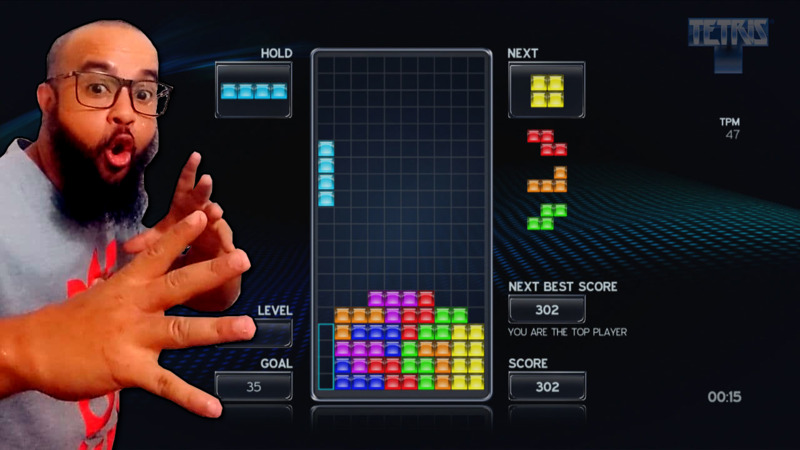 HOLD
NEXT
TETRIS
TPM
47
NEXT BEST SCORE
302
YOU ARE THE TOP PLAYER
LEVEL
GOAL
35
SCORE
302
00:15